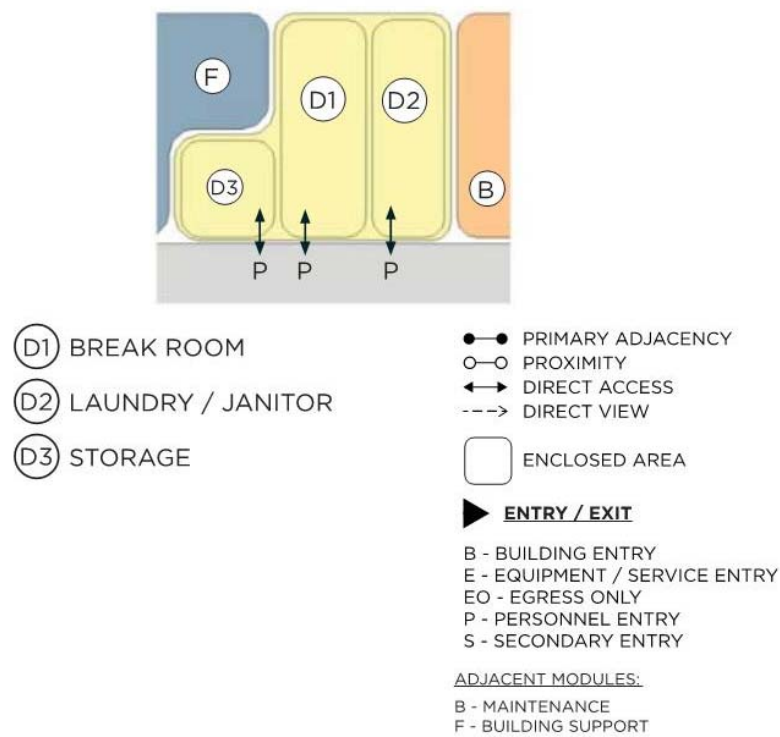 F
D1
D2
D3
B
P P P
D1 BREAK ROOM
D2 LAUNDRY / JANITOR
D3 STORAGE
PRIMARY ADJACENCY
PROXIMITY
DIRECT ACCESS
DIRECT VIEW
ENCLOSED AREA
ENTRY / EXIT
B - BUILDING ENTRY
E - EQUIPMENT / SERVICE ENTRY
EO - EGRESS ONLY
P - PERSONNEL ENTRY
S - SECONDARY ENTRY
ADJACENT MODULES:
B - MAINTENANCE
F - BUILDING SUPPORT